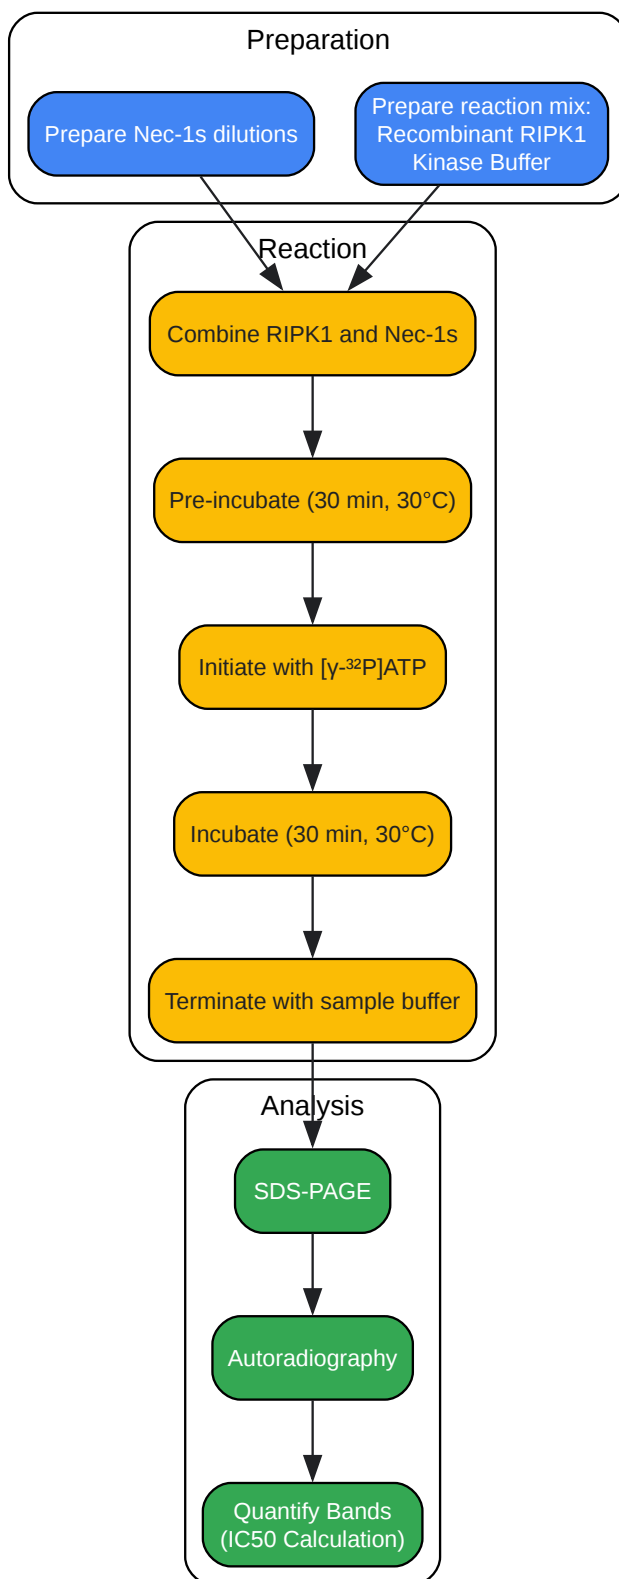 Preparation
Prepare Nec-1s dilutions
Prepare reaction mix:
Recombinant RIPK1
Kinase Buffer
Reaction
Combine RIPK1 and Nec-1s
Pre-incubate (30 min, 30°C)
Initiate with [γ-³²P]ATP
Incubate (30 min, 30°C)
Terminate with sample buffer
Analysis
SDS-PAGE
Autoradiography
Quantify Bands
(IC50 Calculation)